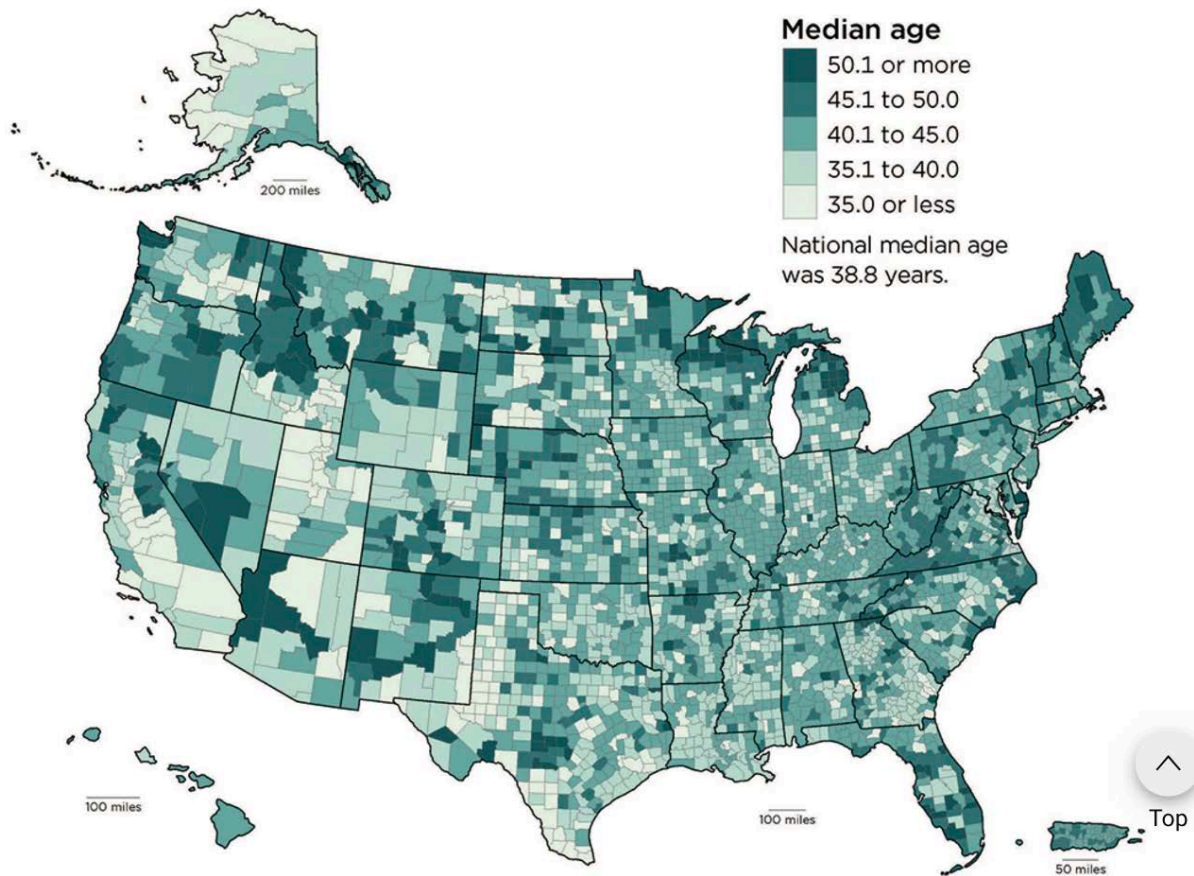 Median age
50.1 or more
45.1 to 50.0
40.1 to 45.0
35.1 to 40.0
35.0 or less
National median age
was 38.8 years.
200 miles
100 miles
100 miles
50 miles
Top